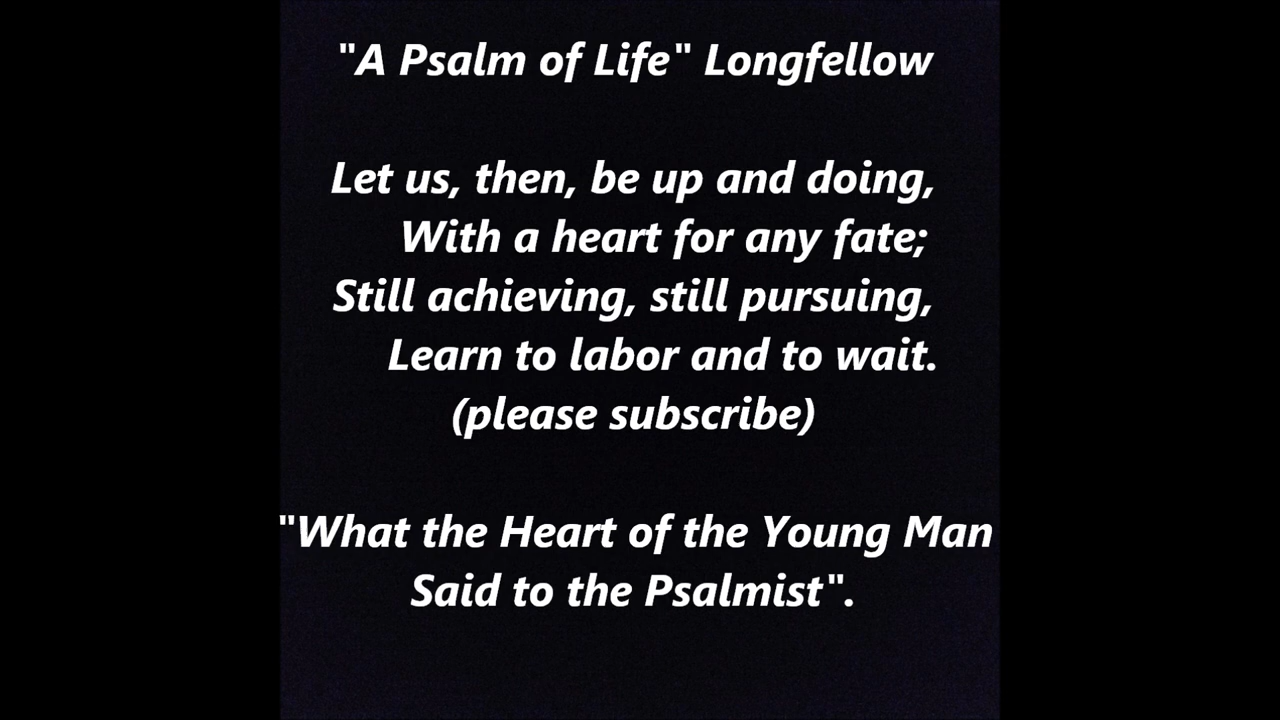 "A Psalm of Life" Longfellow
Let us, then, be up and doing,
With a heart for any fate;
Still achieving, still pursuing,
Learn to labor and to wait.
(please subscribe)
"What the Heart of the Young Man
Said to the Psalmist".